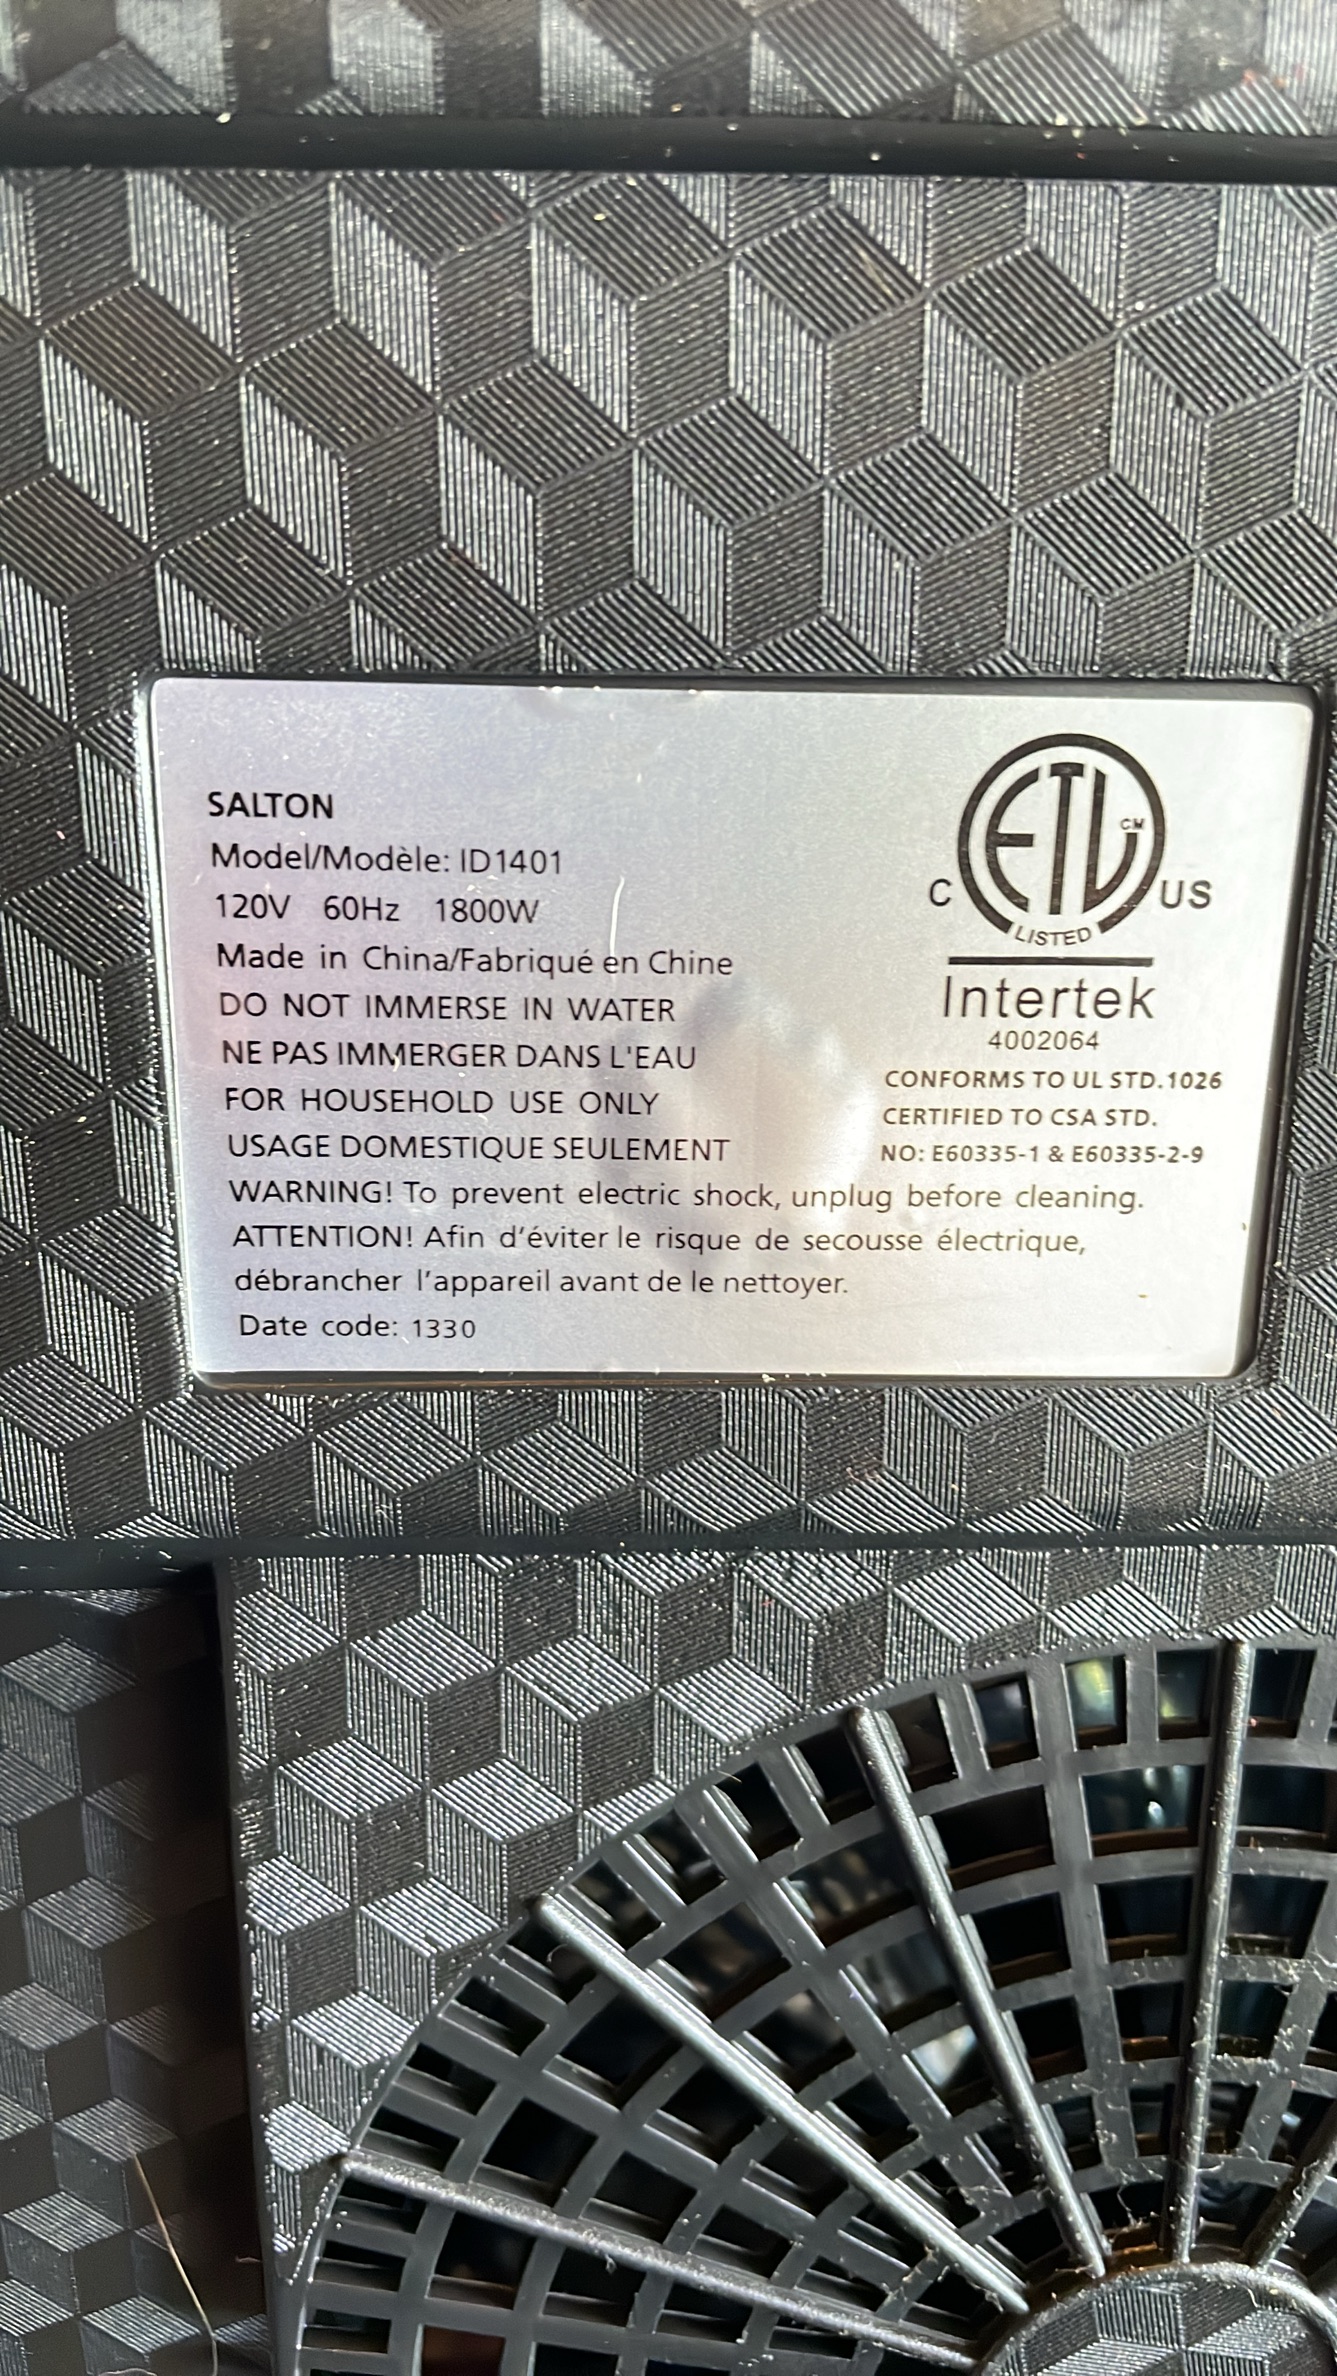 SALTON
Model/Modèle: ID1401
120V 60Hz 1800W
Made in China/Fabriqué en Chine
DO NOT IMMERSE IN WATER
NE PAS IMMERGER DANS L'EAU
FOR HOUSEHOLD USE ONLY
USAGE DOMESTIQUE SEULEMENT
WARNING! To prevent electric shock, unplug before cleaning.
ATTENTION! Afin d'éviter le risque de secousse électrique,
débrancher l'appareil avant de le nettoyer.
Date code: 1330
ETL CM
C US
LISTED
Intertek
4002064
CONFORMS TO UL STD.1026
CERTIFIED TO CSA STD.
NO: E60335-1 & E60335-2-9